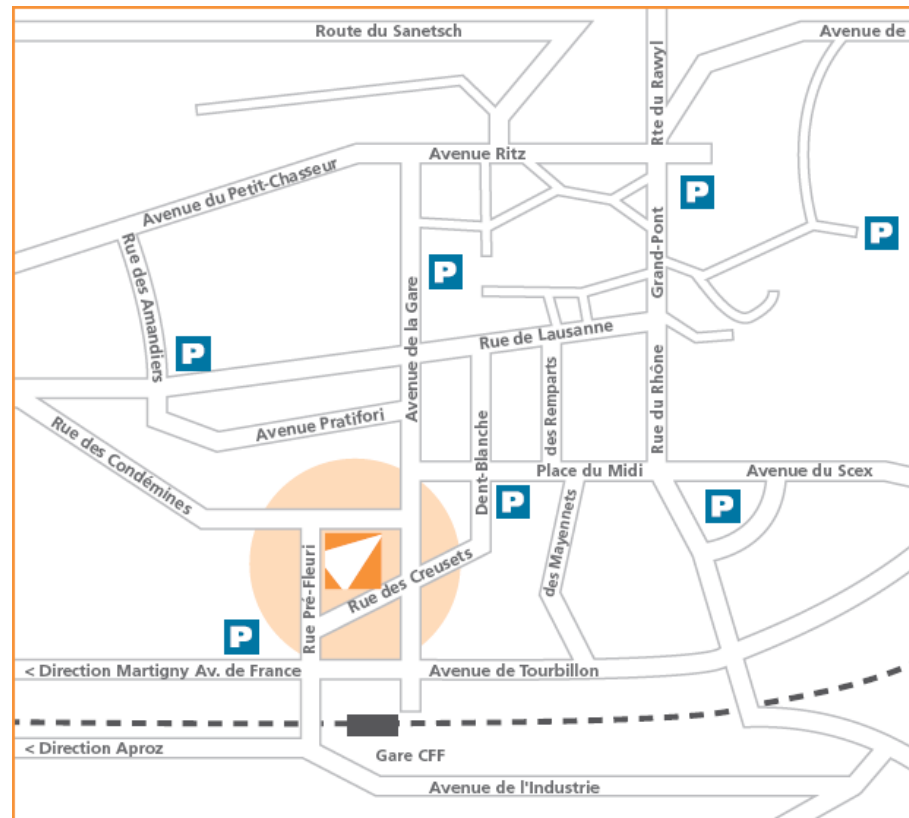 Route du Sanetsch
Avenue de
Rte du Rawyl
Avenue Ritz
Avenue du Petit-Chasseur
P
P
Rue des Amandiers
Grand-Pont
P
Avenue de la Gare
Rue de Lausanne
P
des Remparts
Rue du Rhône
Avenue Pratifori
Dent-Blanche
Rue des Condémines
Place du Midi
Avenue du Scex
P
P
des Mayennets
Rue Pré-Fleuri
Rue des Creusets
P
< Direction Martigny Av. de France
Avenue de Tourbillon
< Direction Aproz
Gare CFF
Avenue de l'Industrie